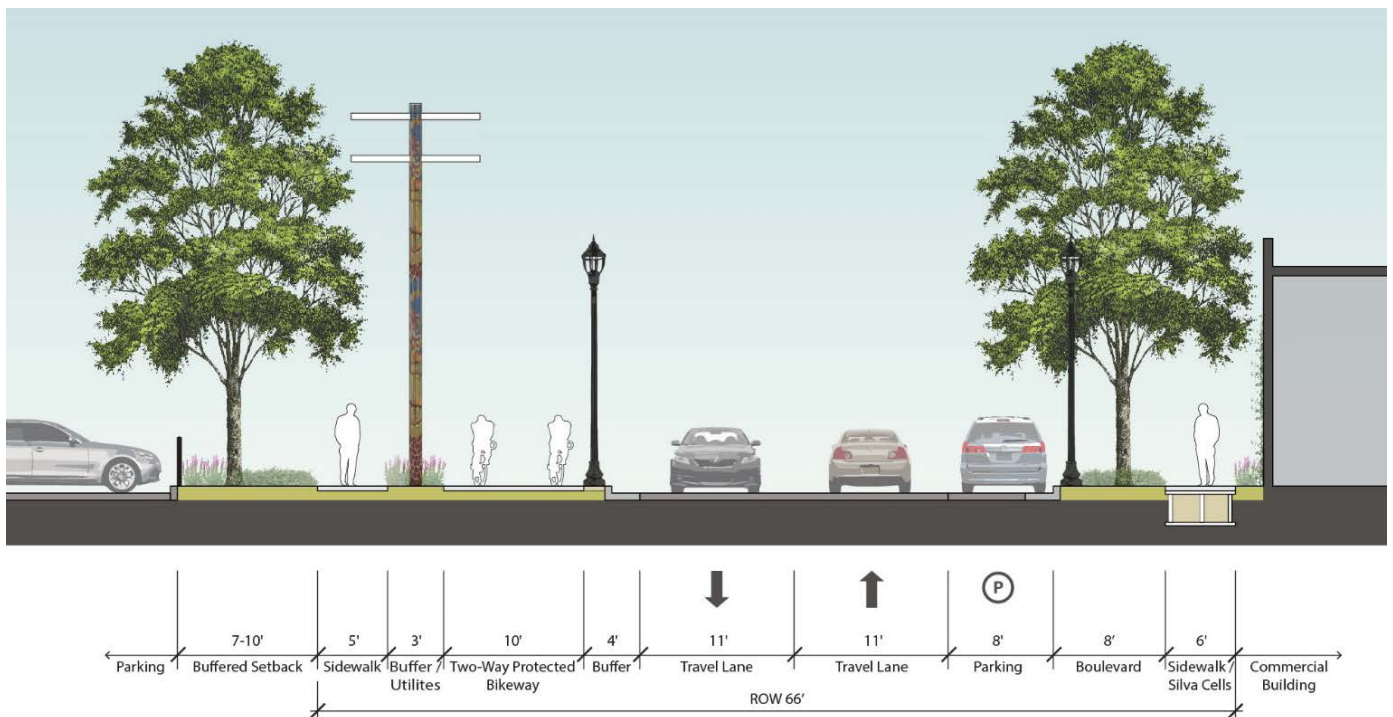 P
7-10'
5'
3'
10'
4'
11'
11'
8'
8'
6'
Parking
Buffered Setback
Sidewalk
Buffer /
Utilites
Two-Way Protected
Bikeway
Buffer
Travel Lane
Travel Lane
Parking
Boulevard
Sidewalk /
Silva Cells
Commercial
Building
ROW 66'